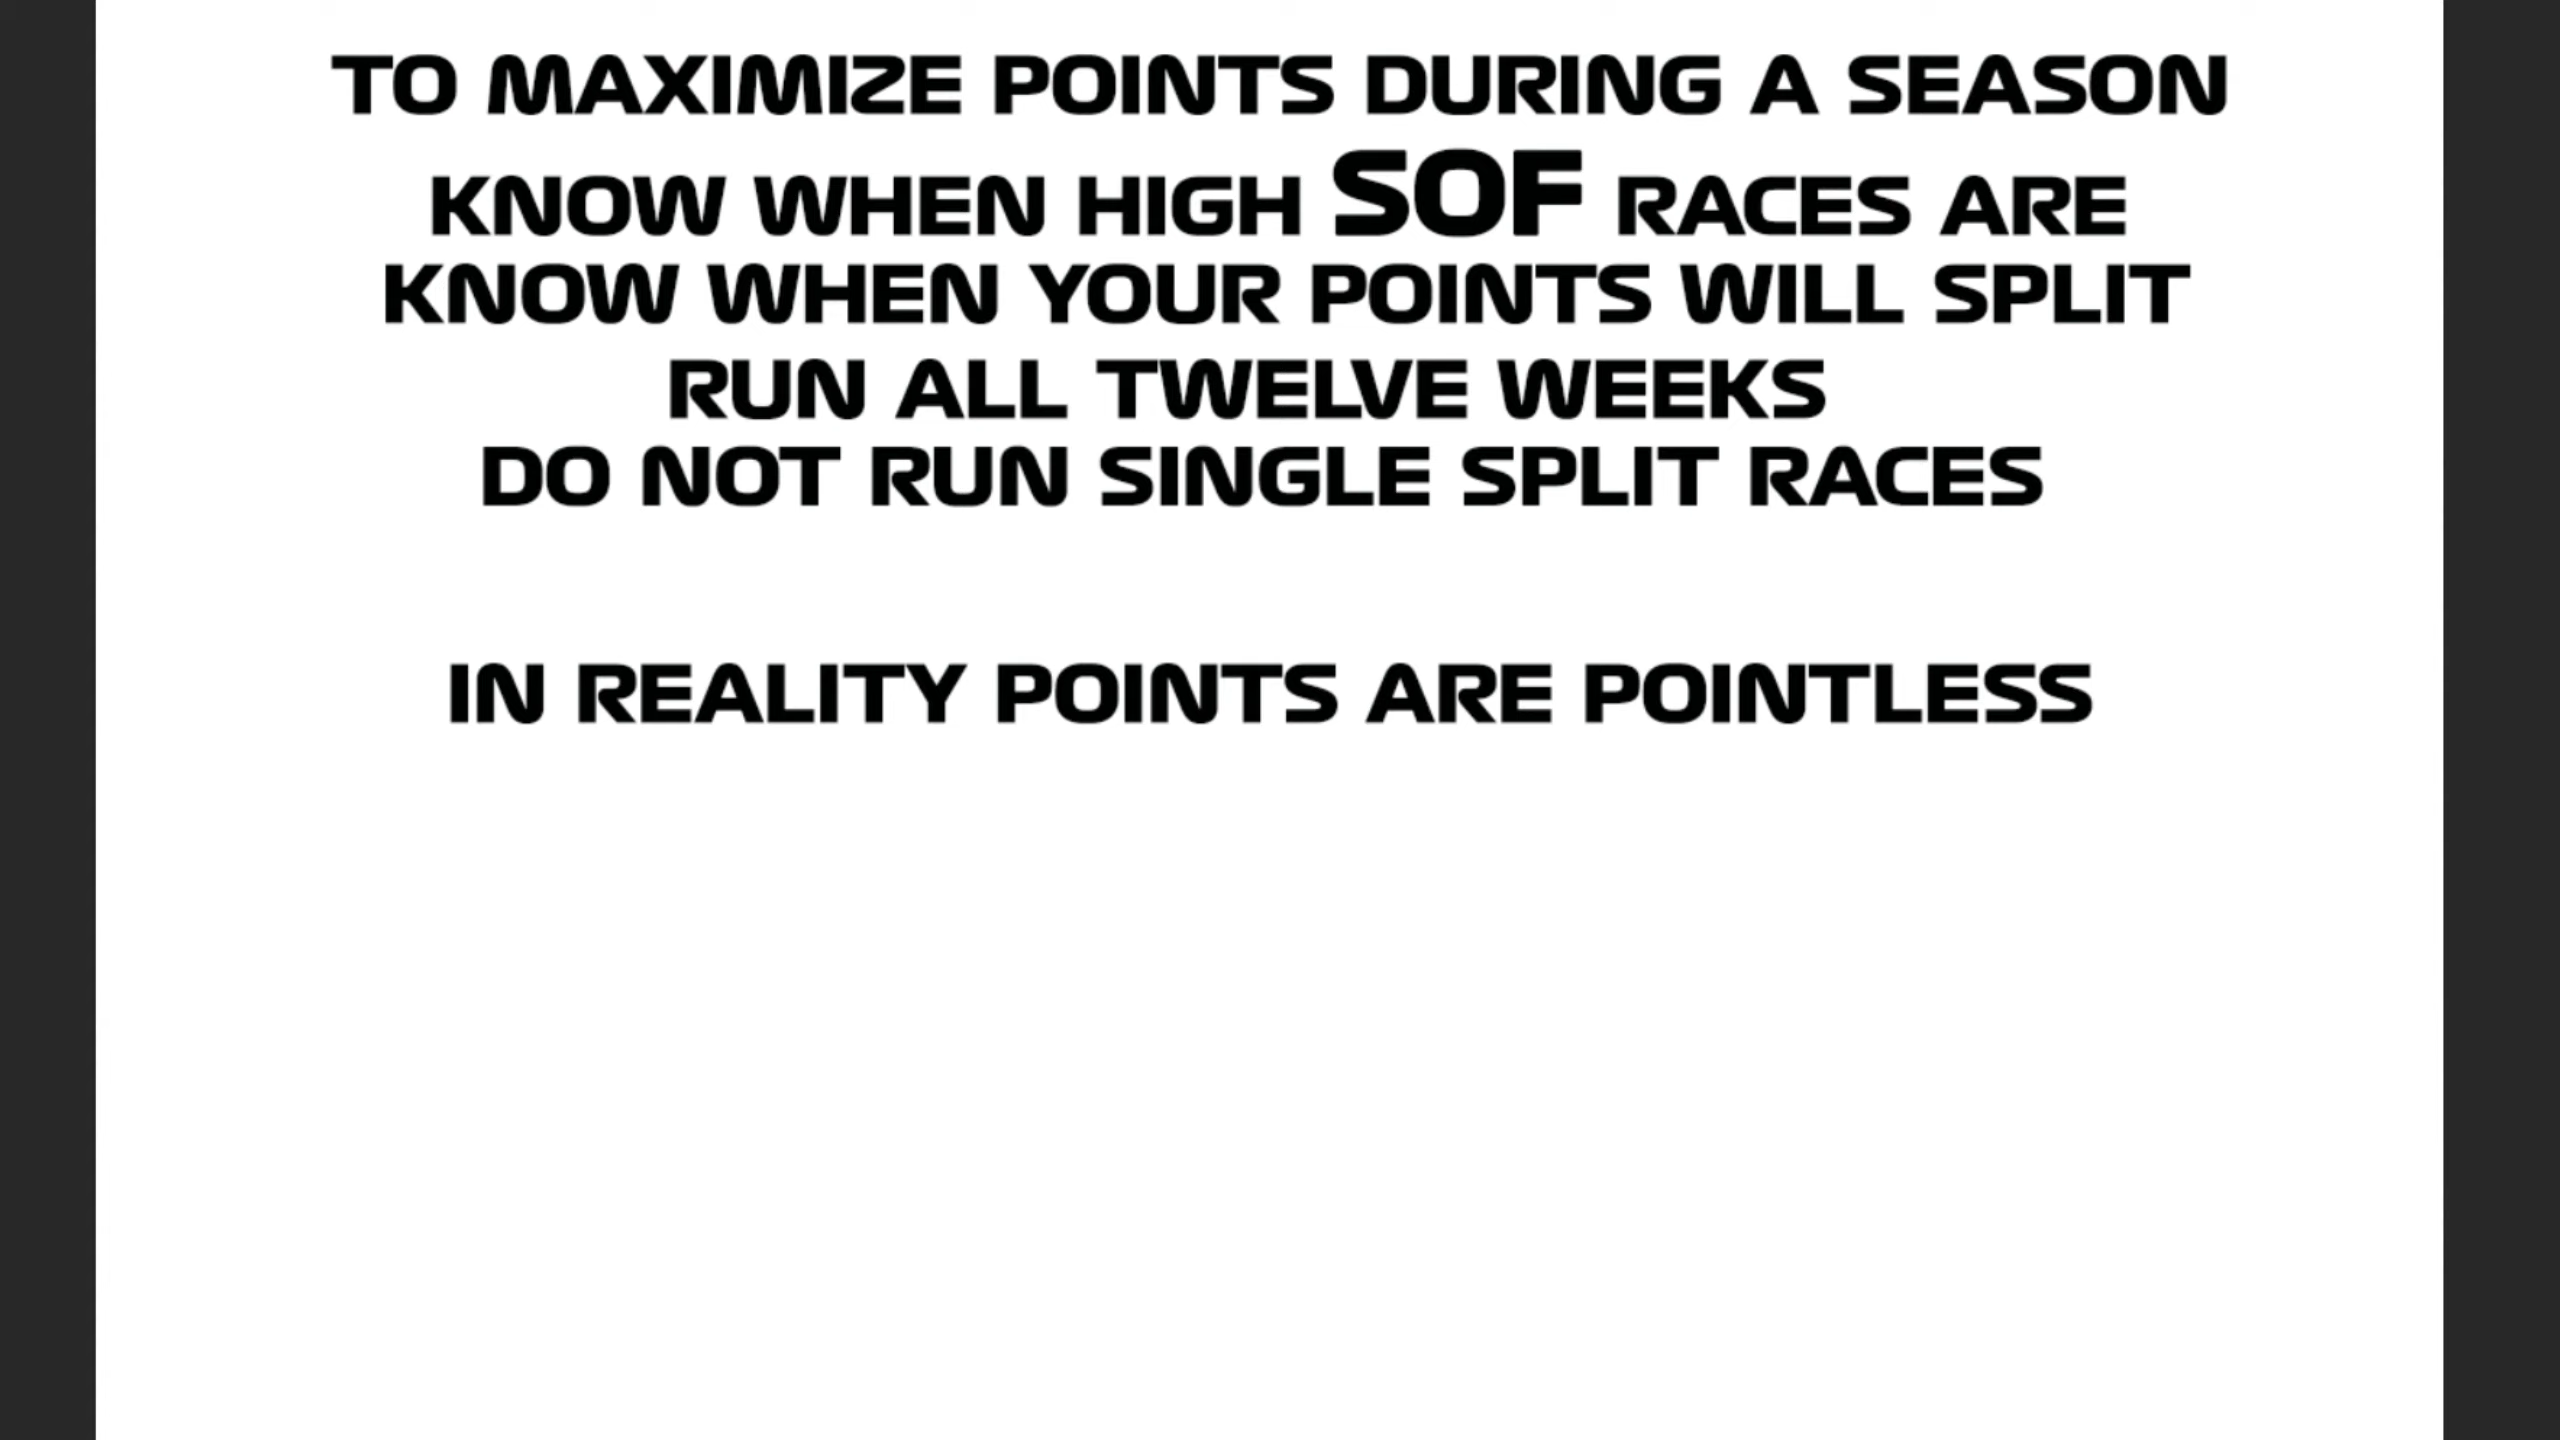 TO MAXIMIZE POINTS DURING A SEASON
KNOW WHEN HIGH SOF RACES ARE
KNOW WHEN YOUR POINTS WILL SPLIT
RUN ALL TWELVE WEEKS
DO NOT RUN SINGLE SPLIT RACES
IN REALITY POINTS ARE POINTLESS